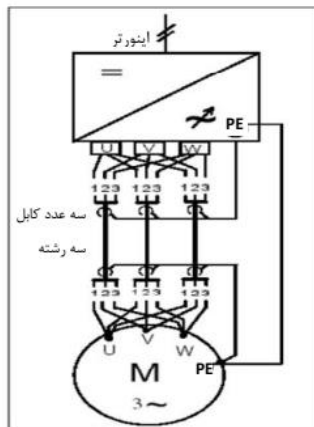 اینورتر
PE
U V W
123 123 123
سه عدد کابل
سه رشته
123 123 123
U V W
PE
M
3~